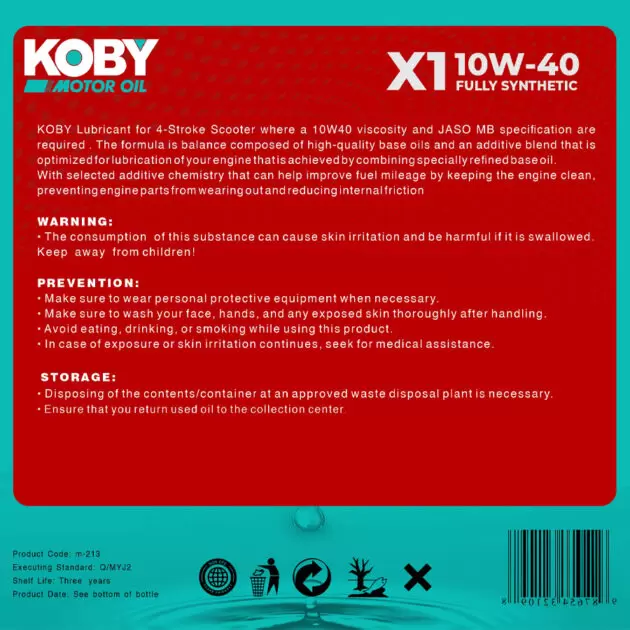 KOBY
MOTOR OIL
X1 10W-40
FULLY SYNTHETIC
KOBY Lubricant for 4-Stroke Scooter where a 10W40 viscosity and JASO MB specification are
required . The formula is balance composed of high-quality base oils and an additive blend that is
optimized for lubrication of your engine that is achieved by combining specially refined base oil.
With selected additive chemistry that can help improve fuel mileage by keeping the engine clean,
preventing engine parts from wearing out and reducing internal friction
WARNING:
• The consumption of this substance can cause skin irritation and be harmful if it is swallowed.
Keep away from children!
PREVENTION:
• Make sure to wear personal protective equipment when necessary.
• Make sure to wash your face, hands, and any exposed skin thoroughly after handling.
• Avoid eating, drinking, or smoking while using this product.
• In case of exposure or skin irritation continues, seek for medical assistance.
STORAGE:
• Disposing of the contents/container at an approved waste disposal plant is necessary.
• Ensure that you return used oil to the collection center.
Product Code: m-213
Executing Standard: Q/MYJ2
Shelf Life: Three years
Product Date: See bottom of bottle
9 876543 21098